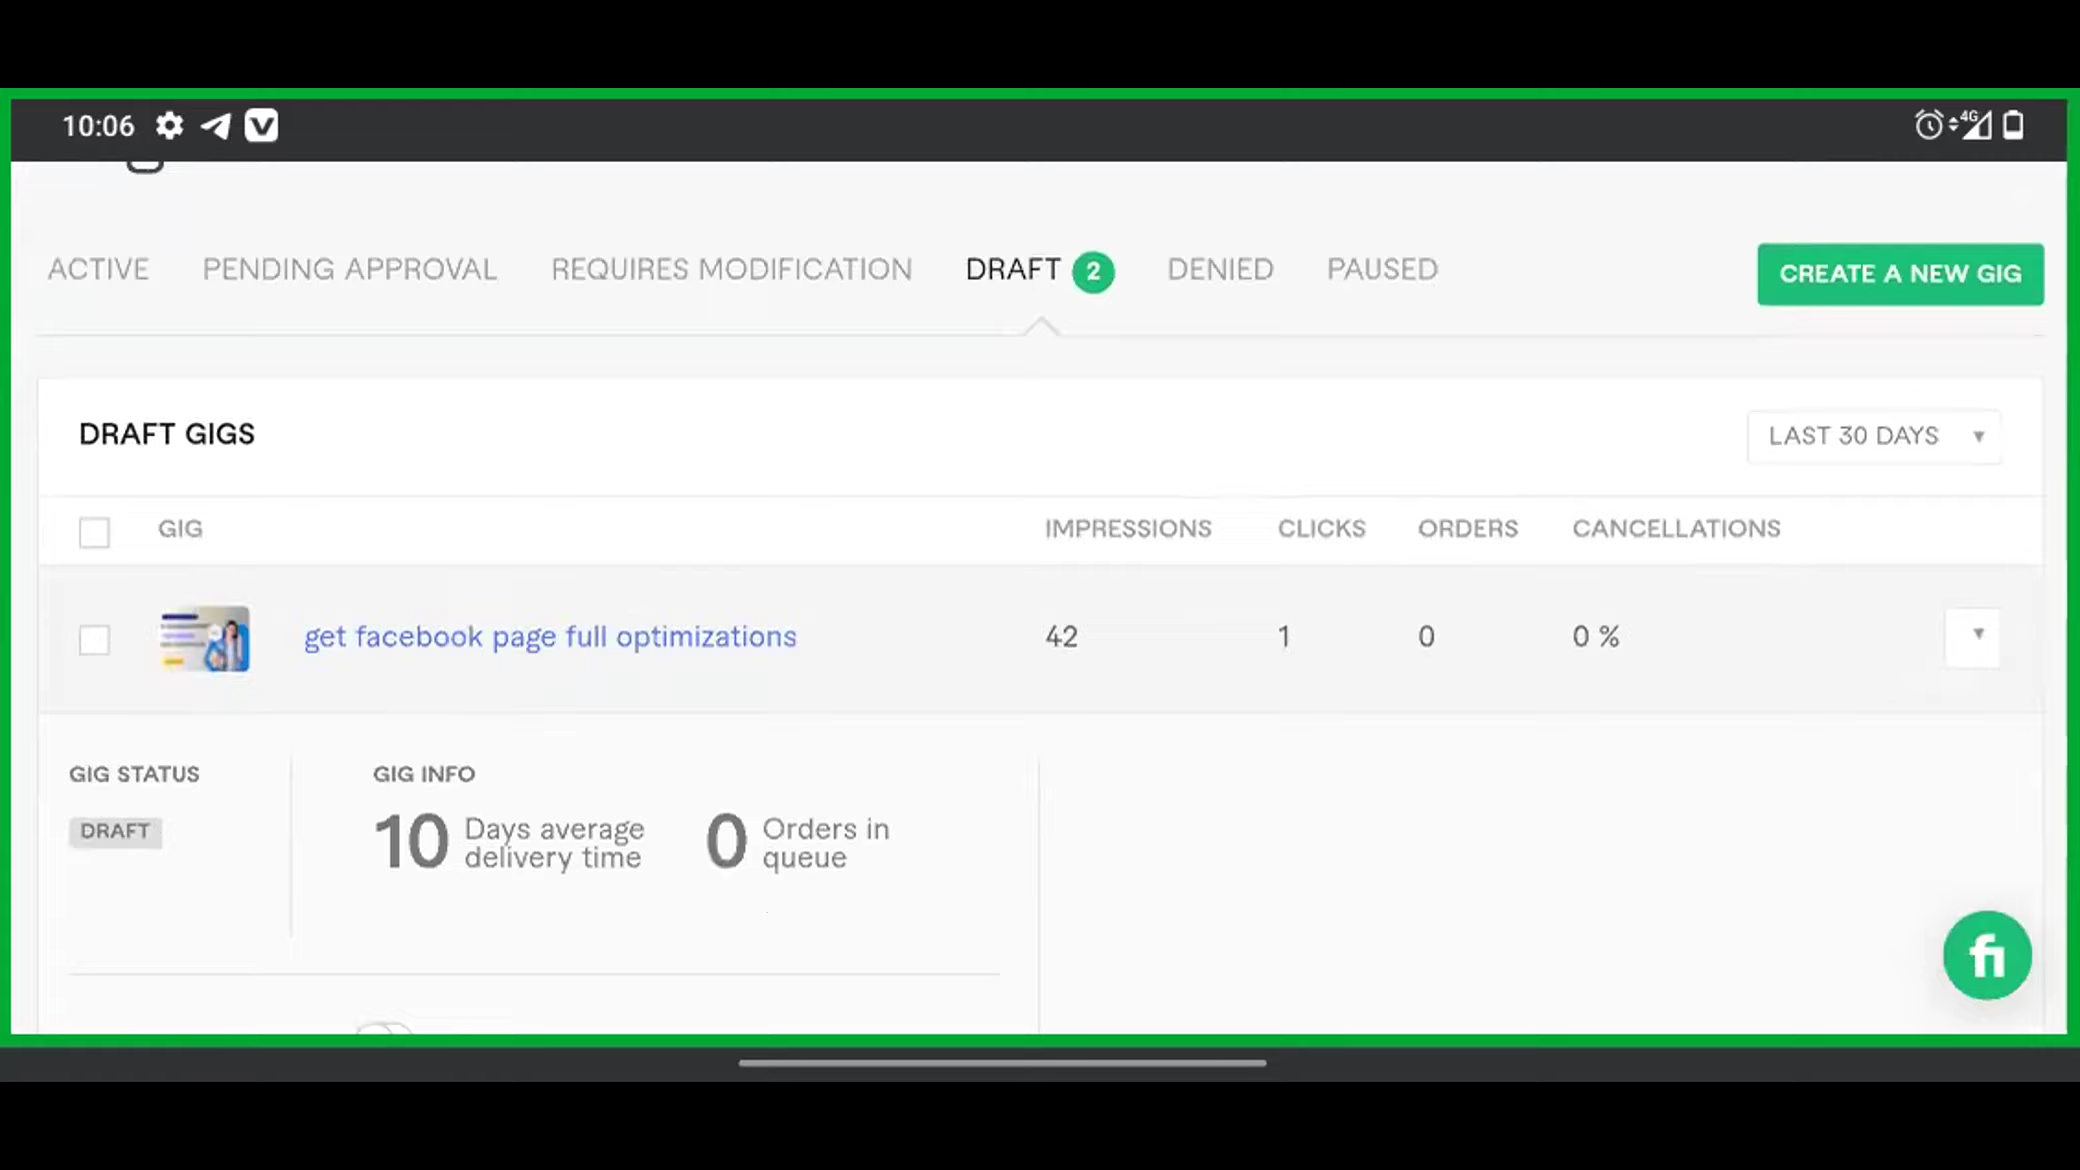 10:06 4G
ACTIVE PENDING APPROVAL REQUIRES MODIFICATION DRAFT 2 DENIED PAUSED CREATE A NEW GIG
DRAFT GIGS LAST 30 DAYS
GIG IMPRESSIONS CLICKS ORDERS CANCELLATIONS
get facebook page full optimizations 42 1 0 0 %
GIG STATUS GIG INFO
DRAFT 10 Days average delivery time 0 Orders in queue
fi